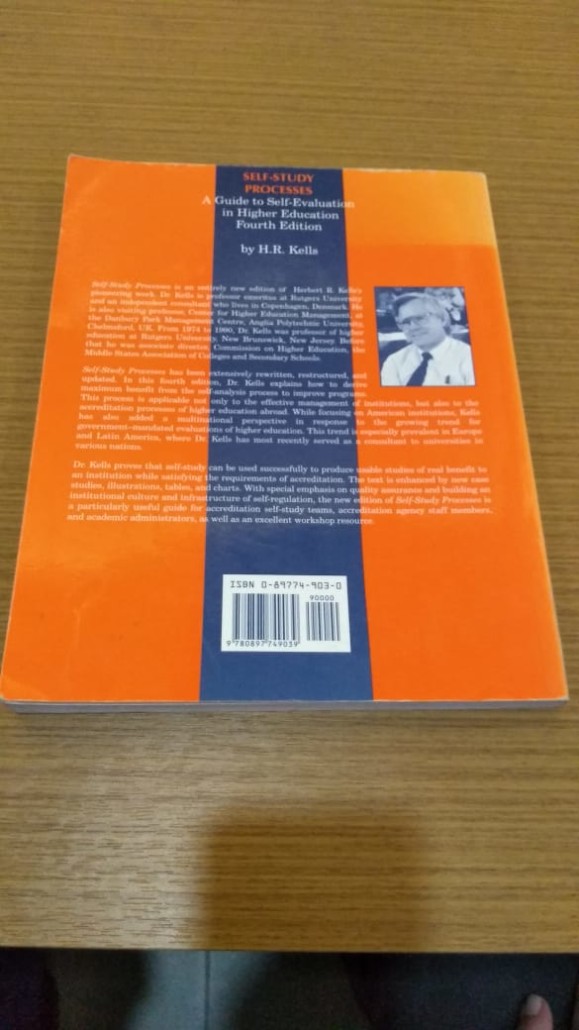 SELF-STUDY
PROCESSES
A Guide to Self-Evaluation
in Higher Education
Fourth Edition
by H.R. Kells
Self-Study Processes is an entirely new edition of Herbert R. Kells's
pioneering work. Dr. Kells is professor emeritus at Rutgers University
and an independent consultant who lives in Copenhagen, Denmark. He
is also visiting professor, Center for Higher Education Management, at
the Danbury Park Management Centre, Anglia Polytechnic University,
Chelmsford, UK. From 1974 to 1990, Dr. Kells was professor of higher
education at Rutgers University, New Brunswick, New Jersey. Before
that he was associate director, Commission on Higher Education, the
Middle States Association of Colleges and Secondary Schools.
Self-Study Processes has been extensively rewritten, restructured, and
updated. In this fourth edition, Dr. Kells explains how to derive
maximum benefit from the self-analysis process to improve programs.
This process is applicable not only to the effective management of institutions, but also to the
accreditation processes of higher education abroad. While focusing on American institutions, Kells
has also added a multinational perspective in response to the growing trend for
government-mandated evaluations of higher education. This trend is especially prevalent in Europe
and Latin America, where Dr. Kells has most recently served as a consultant to universities in
various nations.
Dr. Kells proves that self-study can be used successfully to produce usable studies of real benefit to
an institution while satisfying the requirements of accreditation. The text is enhanced by new case
studies, illustrations, tables, and charts. With special emphasis on quality assurance and building an
institutional culture and infrastructure of self-regulation, the new edition of Self-Study Processes is
a particularly useful guide for accreditation self-study teams, accreditation agency staff members,
and academic administrators, as well as an excellent workshop resource.
ISBN 0-89774-903-0
90000
9 780897 749039